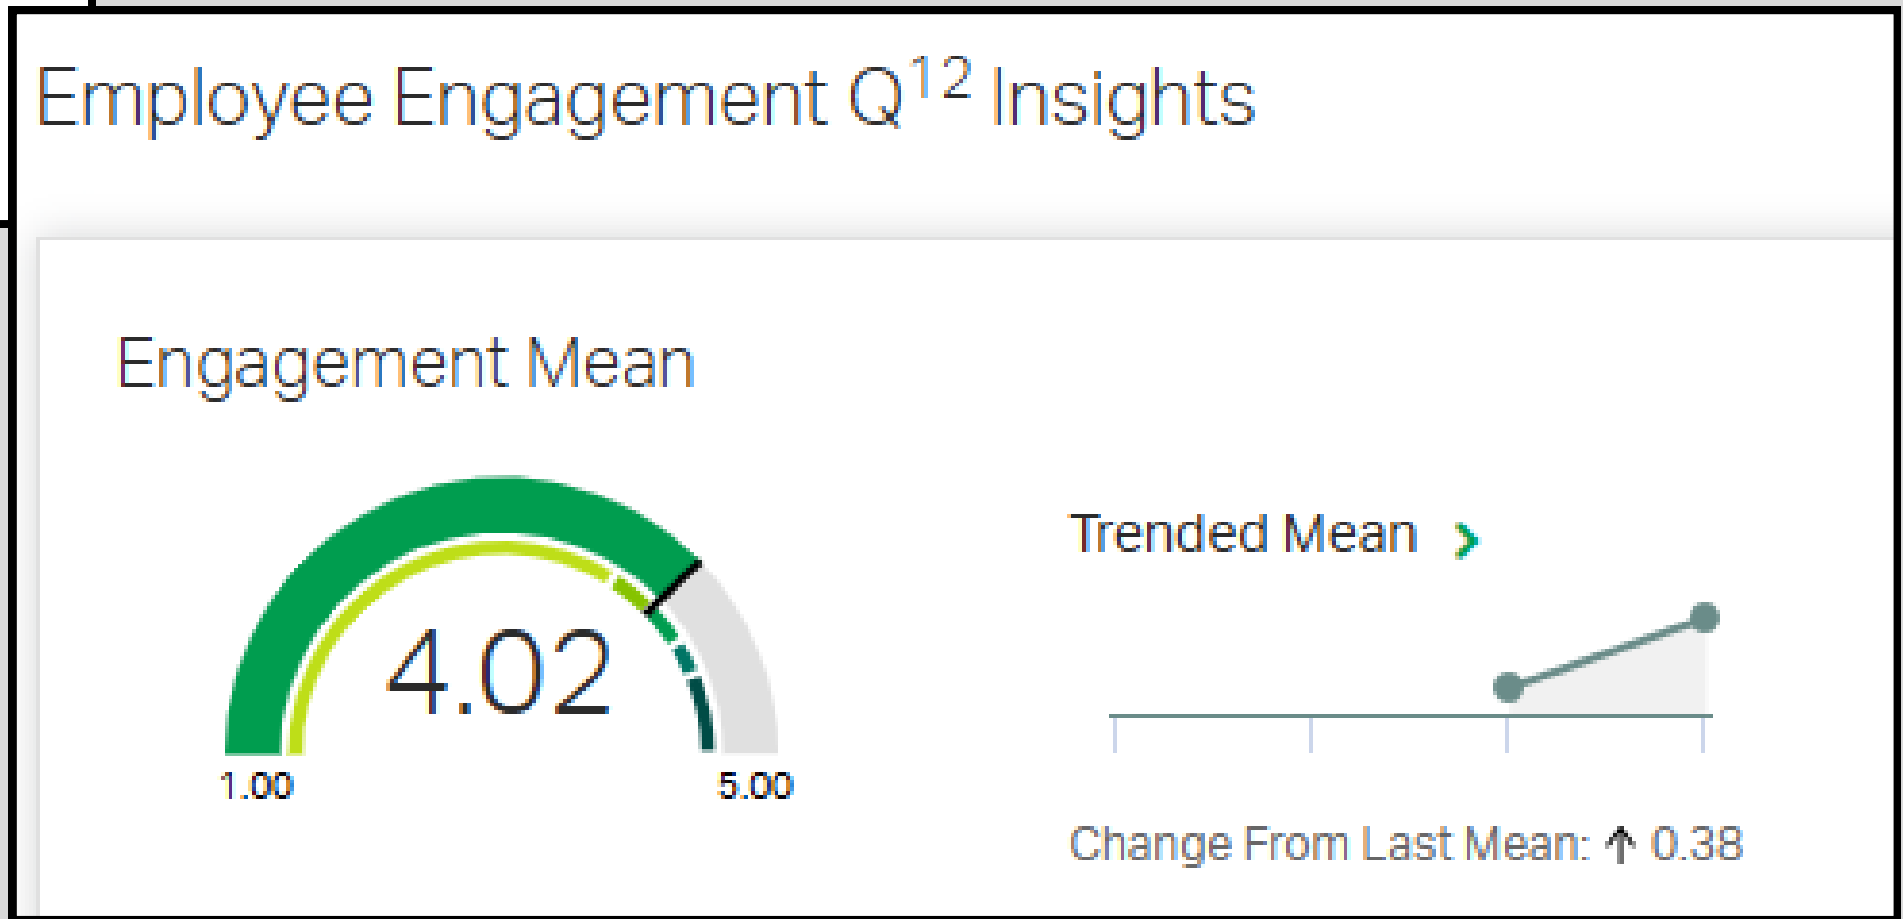 Employee Engagement Q¹² Insights
Engagement Mean
Trended Mean >
4.02
1.00 5.00
Change From Last Mean: ↑ 0.38